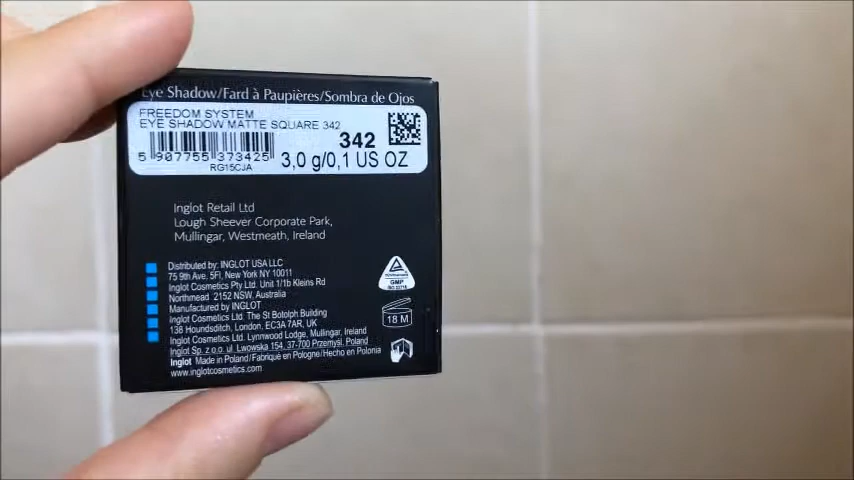 Eye Shadow/Fard à Paupières/Sombra de Ojos
FREEDOM SYSTEM
EYE SHADOW MATTE SQUARE 342
342
5 907755 373425
3,0 g/0,1 US OZ
RG15CJA
Inglot Retail Ltd
Lough Sheever Corporate Park,
Mullingar, Westmeath, Ireland
Distributed by: INGLOT USA LLC
75 9th Ave, 5Fl, New York NY 10011
Inglot Cosmetics Pty Ltd. Unit 1/1b Kleins Rd
Northmead 2152 NSW, Australia
Manufactured by INGLOT
Inglot Cosmetics Ltd. The St Botolph Building
138 Houndsditch, London, EC3A 7AR, UK
Inglot Cosmetics Ltd. Lynnwood Lodge, Mullingar, Ireland
Inglot Sp. z o.o. ul. Lwowska 154, 37-700 Przemyśl, Poland
Inglot Made in Poland/Fabriqué en Pologne/Hecho en Polonia
www.inglotcosmetics.com
GMP
18 M